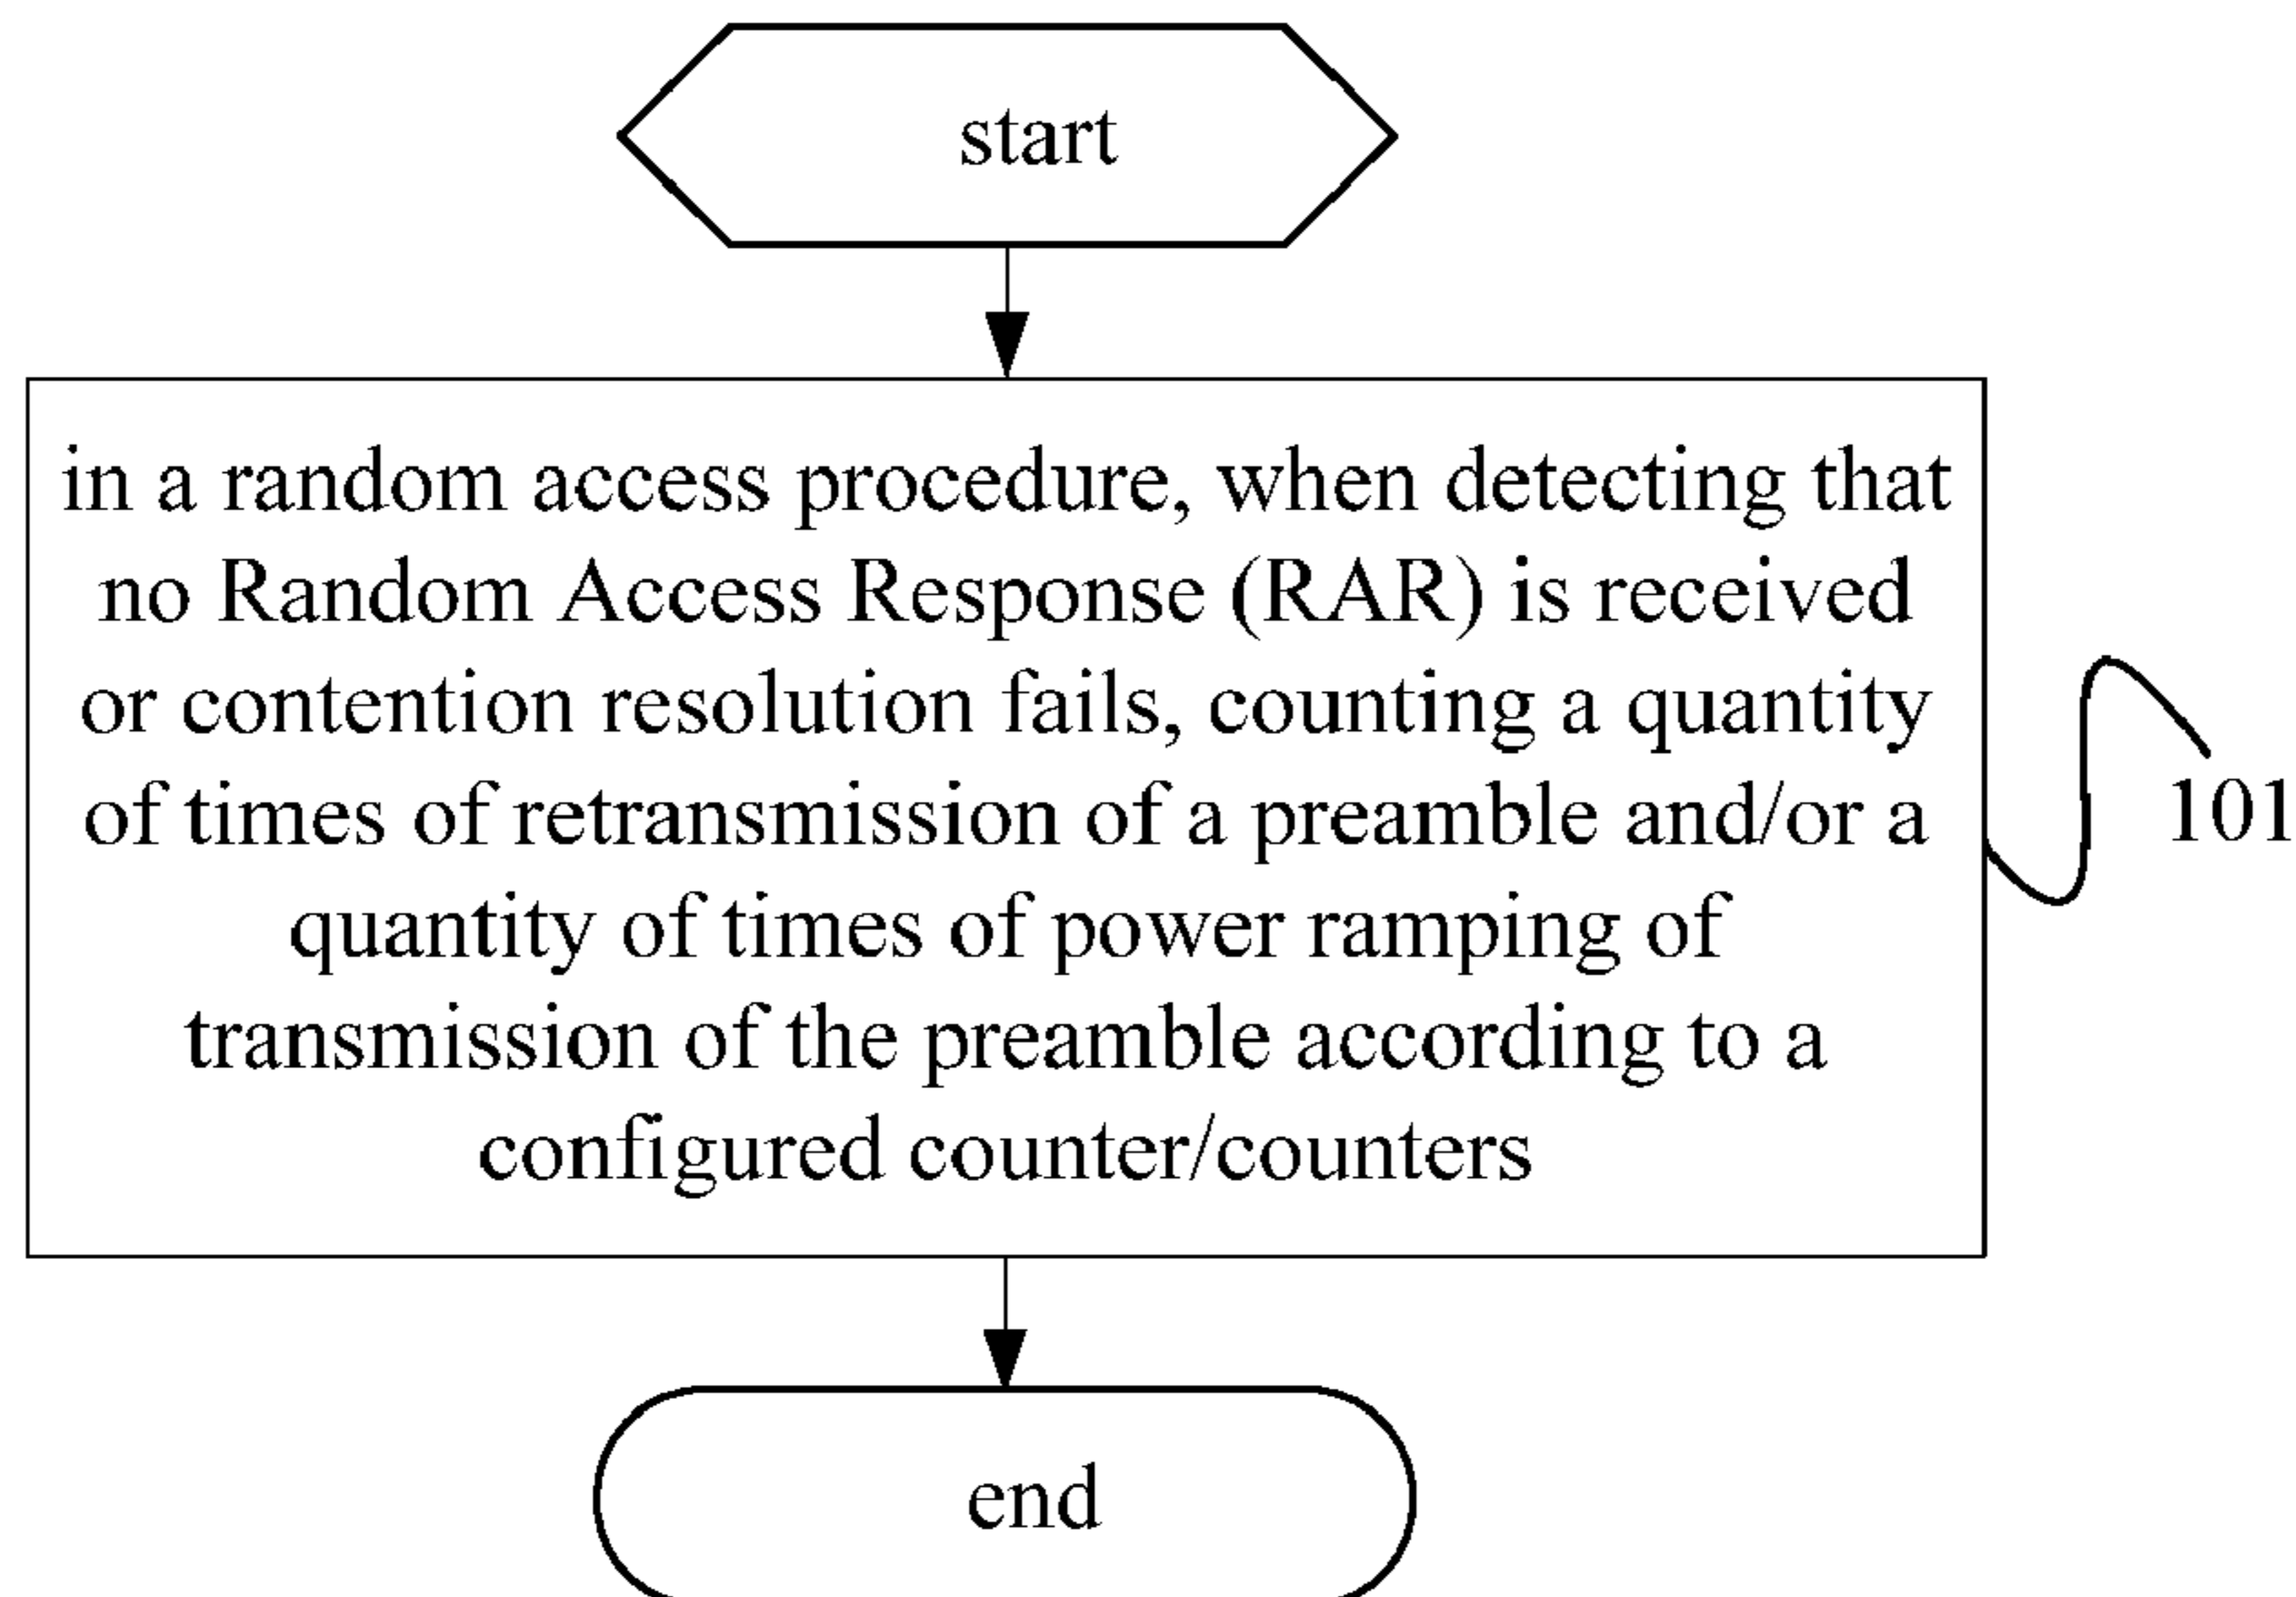 start
in a random access procedure, when detecting that
no Random Access Response (RAR) is received
or contention resolution fails, counting a quantity
of times of retransmission of a preamble and/or a
quantity of times of power ramping of
transmission of the preamble according to a
configured counter/counters
101
end